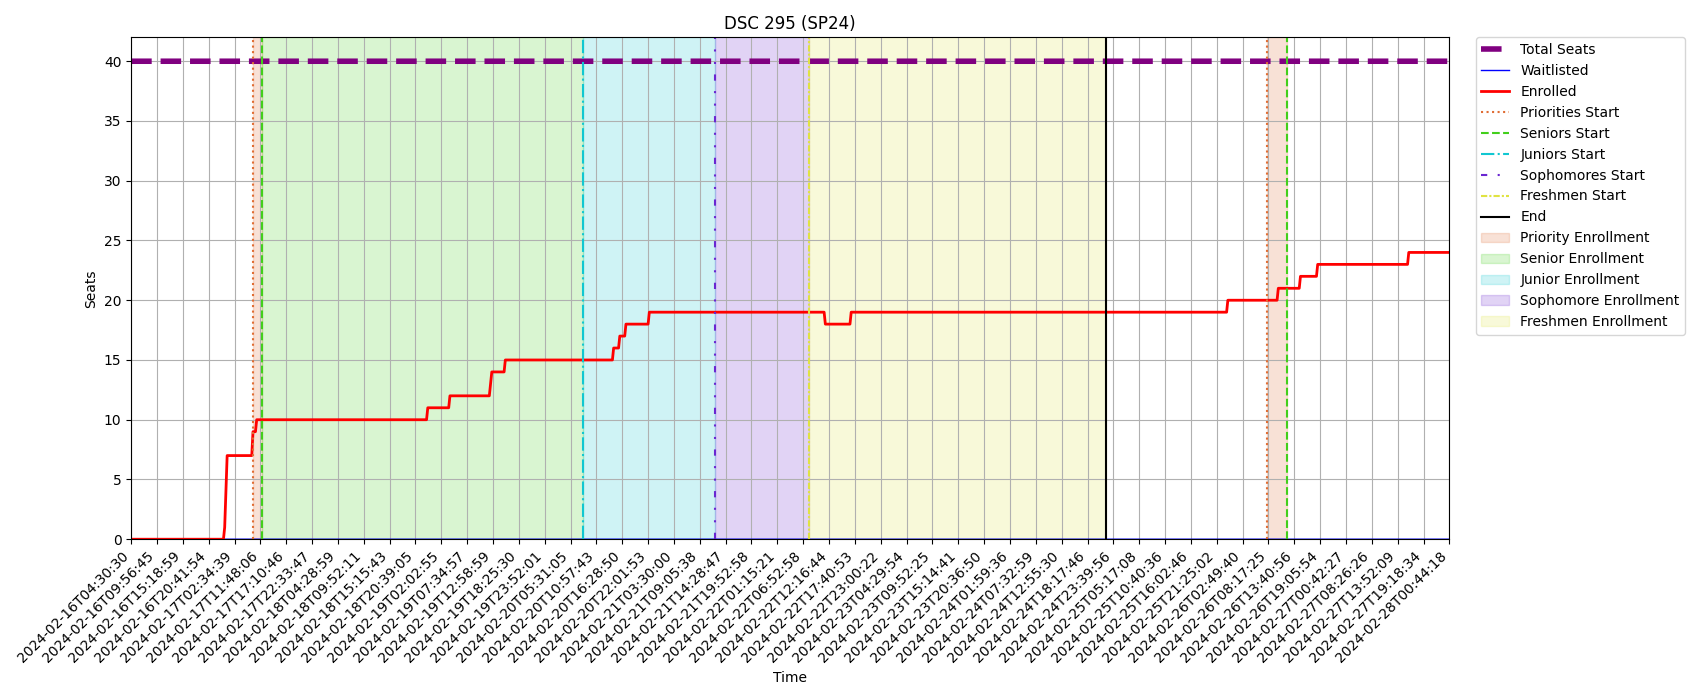 DSC 295 (SP24)
Seats
40
35
30
25
20
15
10
5
0
2024-02-16T04:30:30
2024-02-16T09:56:45
2024-02-16T15:18:59
2024-02-16T20:41:54
2024-02-17T02:34:39
2024-02-17T11:48:06
2024-02-17T17:10:46
2024-02-17T22:33:47
2024-02-18T04:28:59
2024-02-18T09:52:11
2024-02-18T15:15:43
2024-02-18T20:39:05
2024-02-19T02:02:55
2024-02-19T07:34:57
2024-02-19T12:58:59
2024-02-19T18:25:30
2024-02-19T23:52:01
2024-02-20T05:31:05
2024-02-20T10:57:43
2024-02-20T16:28:50
2024-02-20T22:01:53
2024-02-21T03:30:00
2024-02-21T09:05:38
2024-02-21T14:28:47
2024-02-21T19:52:58
2024-02-22T01:15:21
2024-02-22T06:52:58
2024-02-22T12:16:44
2024-02-22T17:40:53
2024-02-22T23:00:22
2024-02-23T04:29:54
2024-02-23T09:52:25
2024-02-23T15:14:41
2024-02-23T20:36:50
2024-02-24T01:59:36
2024-02-24T07:32:59
2024-02-24T12:55:30
2024-02-24T18:17:46
2024-02-24T23:39:56
2024-02-25T05:17:08
2024-02-25T10:40:36
2024-02-25T16:02:46
2024-02-25T21:25:02
2024-02-26T02:49:40
2024-02-26T08:17:25
2024-02-26T13:40:56
2024-02-26T19:05:54
2024-02-27T00:42:27
2024-02-27T08:26:26
2024-02-27T13:52:09
2024-02-27T19:18:34
2024-02-28T00:44:18
Time
Total Seats
Waitlisted
Enrolled
Priorities Start
Seniors Start
Juniors Start
Sophomores Start
Freshmen Start
End
Priority Enrollment
Senior Enrollment
Junior Enrollment
Sophomore Enrollment
Freshmen Enrollment